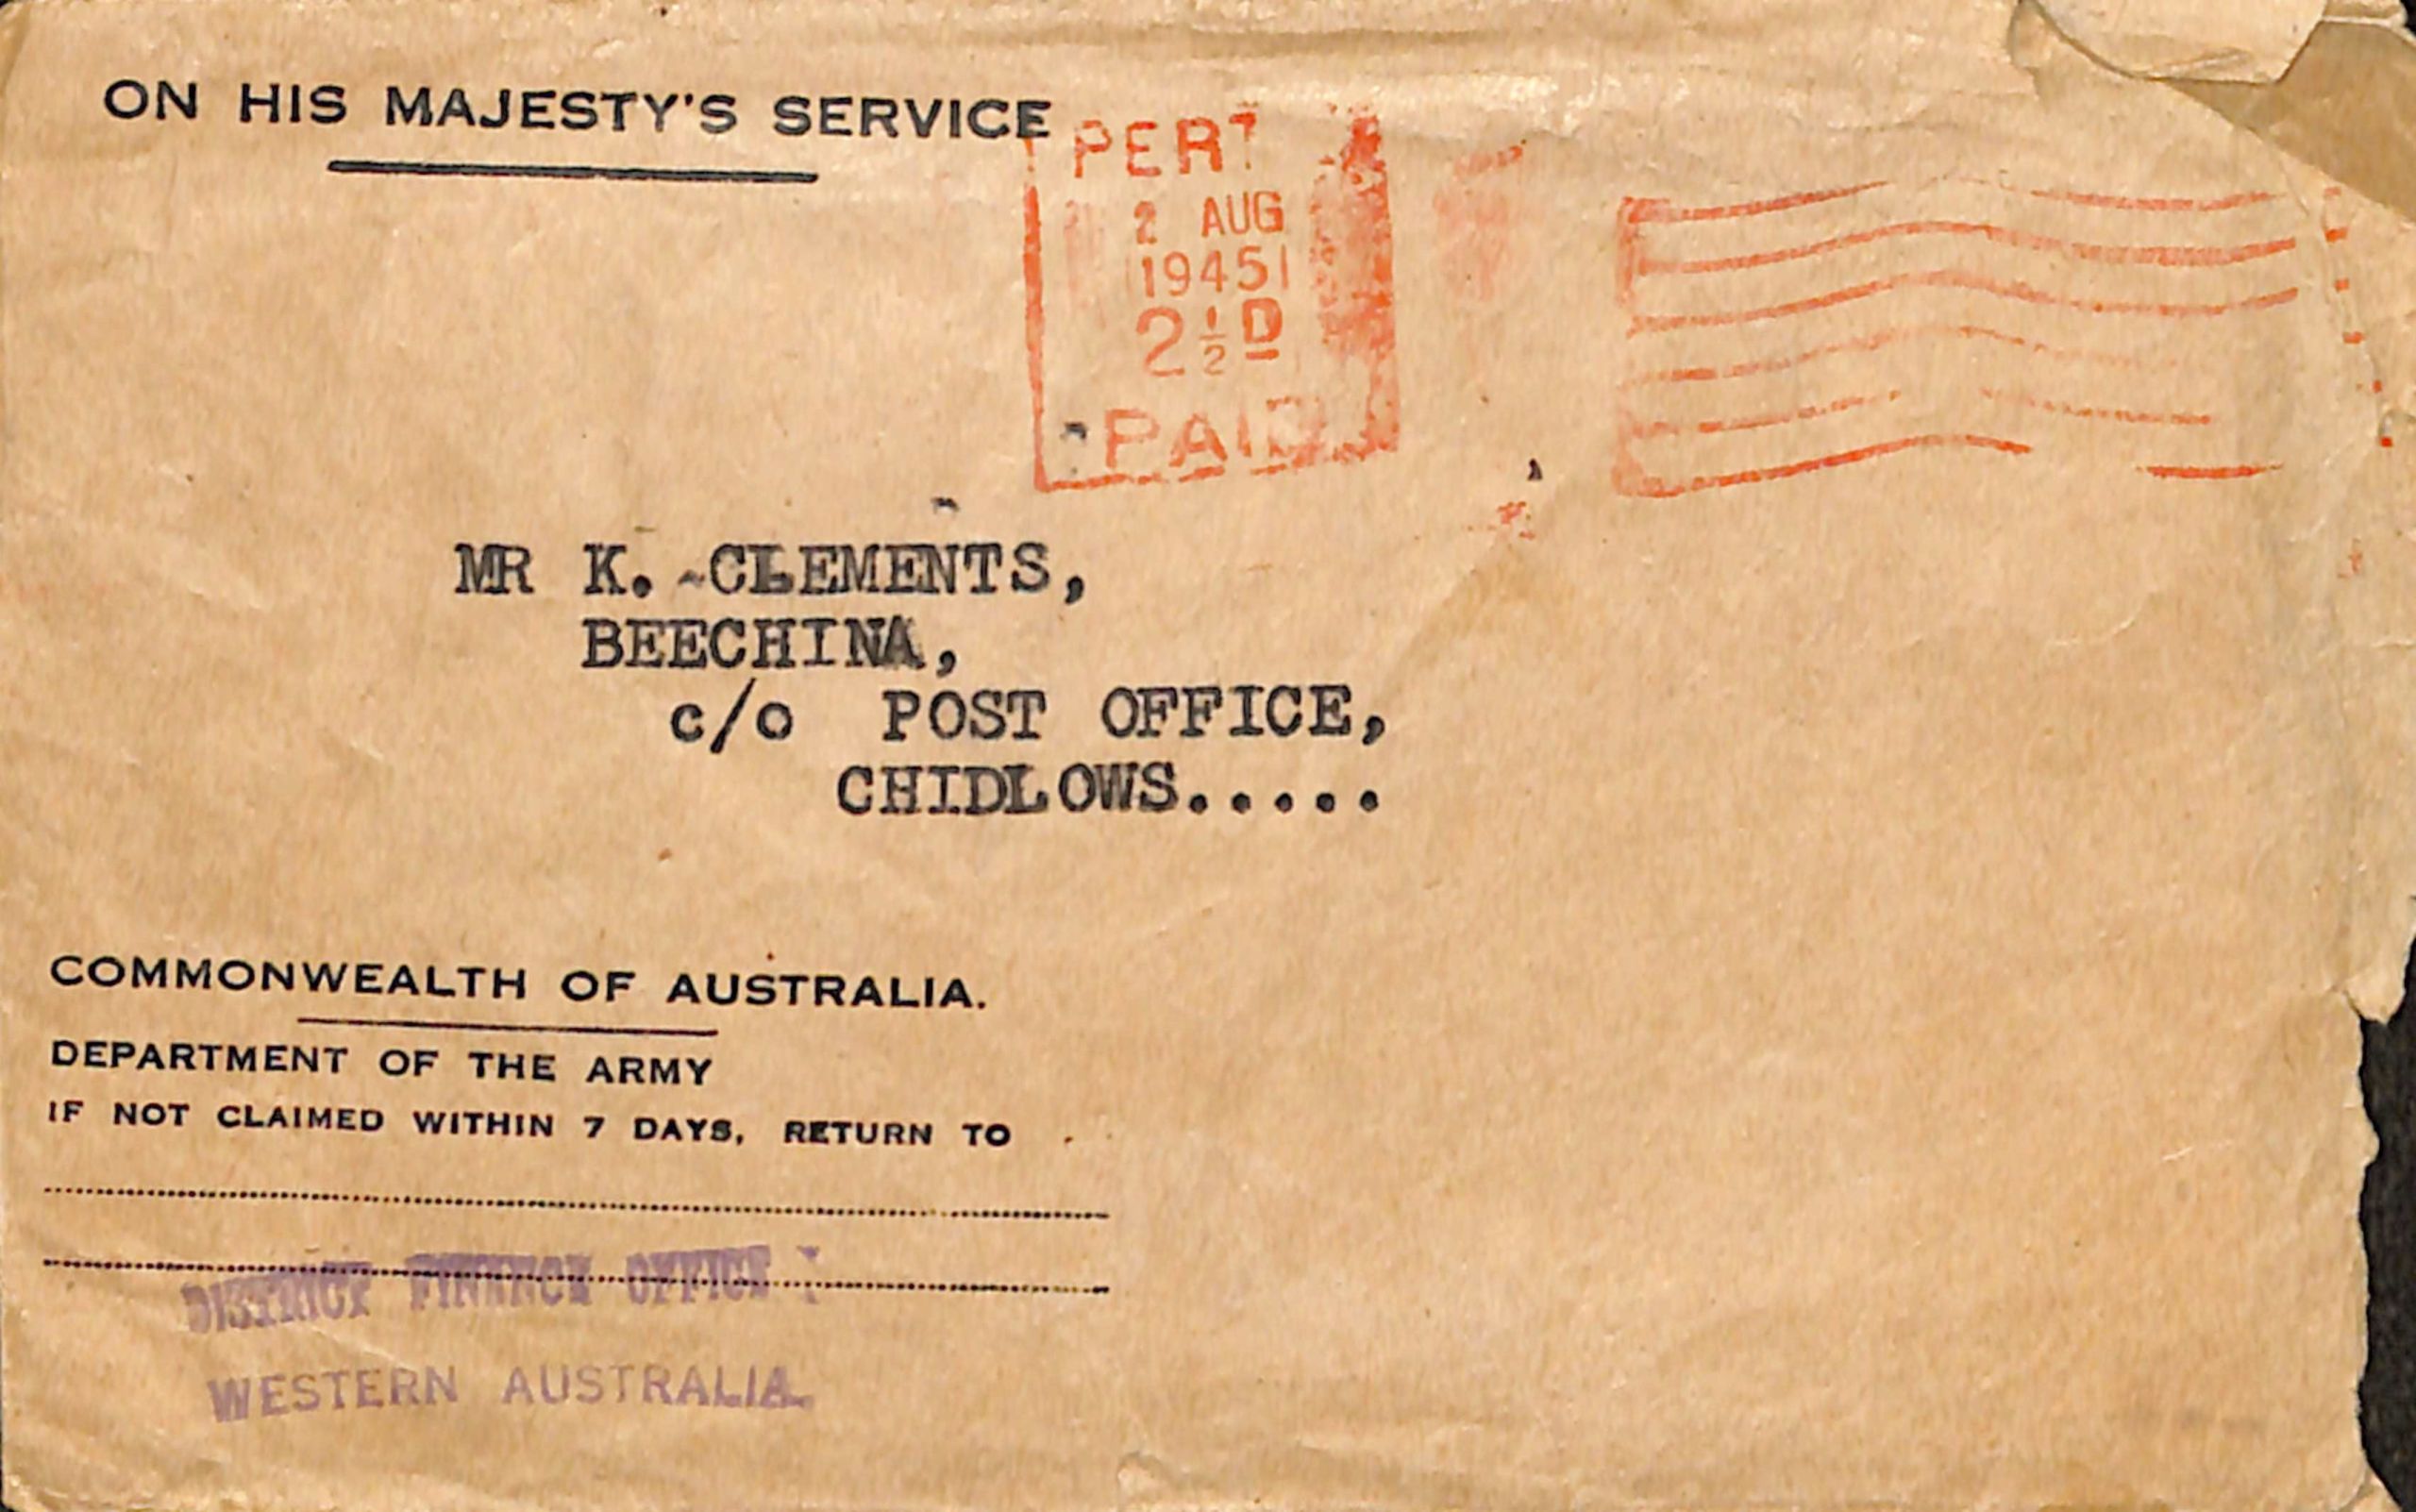 ON HIS MAJESTY'S SERVICE
PERT
2 AUG
1945
2½D
PAID
MR K. CLEMENTS,
BEECHINA,
c/o POST OFFICE,
CHIDLOWS.....
COMMONWEALTH OF AUSTRALIA.
DEPARTMENT OF THE ARMY
IF NOT CLAIMED WITHIN 7 DAYS, RETURN TO
DISTRICT FINANCE OFFICE
WESTERN AUSTRALIA